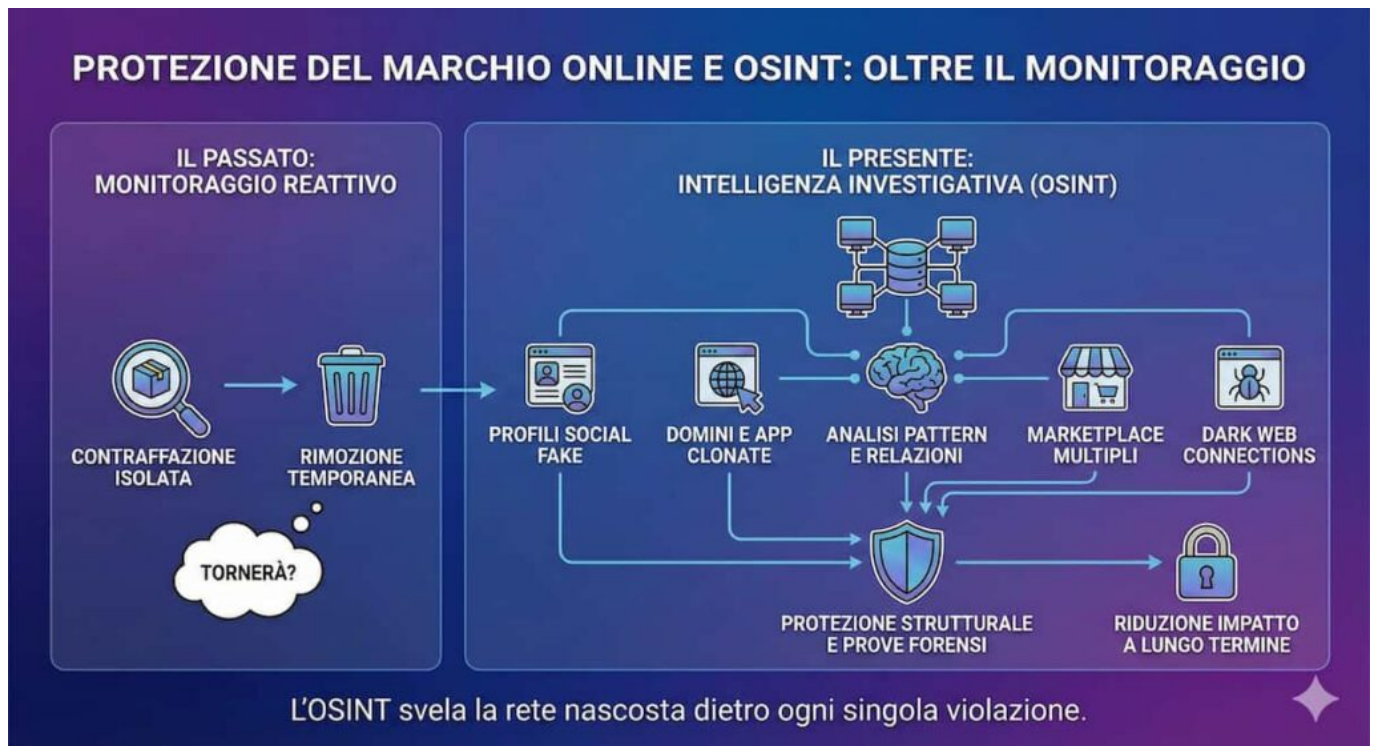 PROTEZIONE DEL MARCHIO ONLINE E OSINT: OLTRE IL MONITORAGGIO
IL PASSATO:
MONITORAGGIO REATTIVO
CONTRAFFAZIONE
ISOLATA
RIMOZIONE
TEMPORANEA
TORNERÀ?
IL PRESENTE:
INTELLIGENZA INVESTIGATIVA (OSINT)
PROFILI SOCIAL
FAKE
DOMINI E APP
CLONATE
ANALISI PATTERN
E RELAZIONI
MARKETPLACE
MULTIPLI
DARK WEB
CONNECTIONS
PROTEZIONE STRUTTURALE
E PROVE FORENSI
RIDUZIONE IMPATTO
A LUNGO TERMINE
L'OSINT svela la rete nascosta dietro ogni singola violazione.